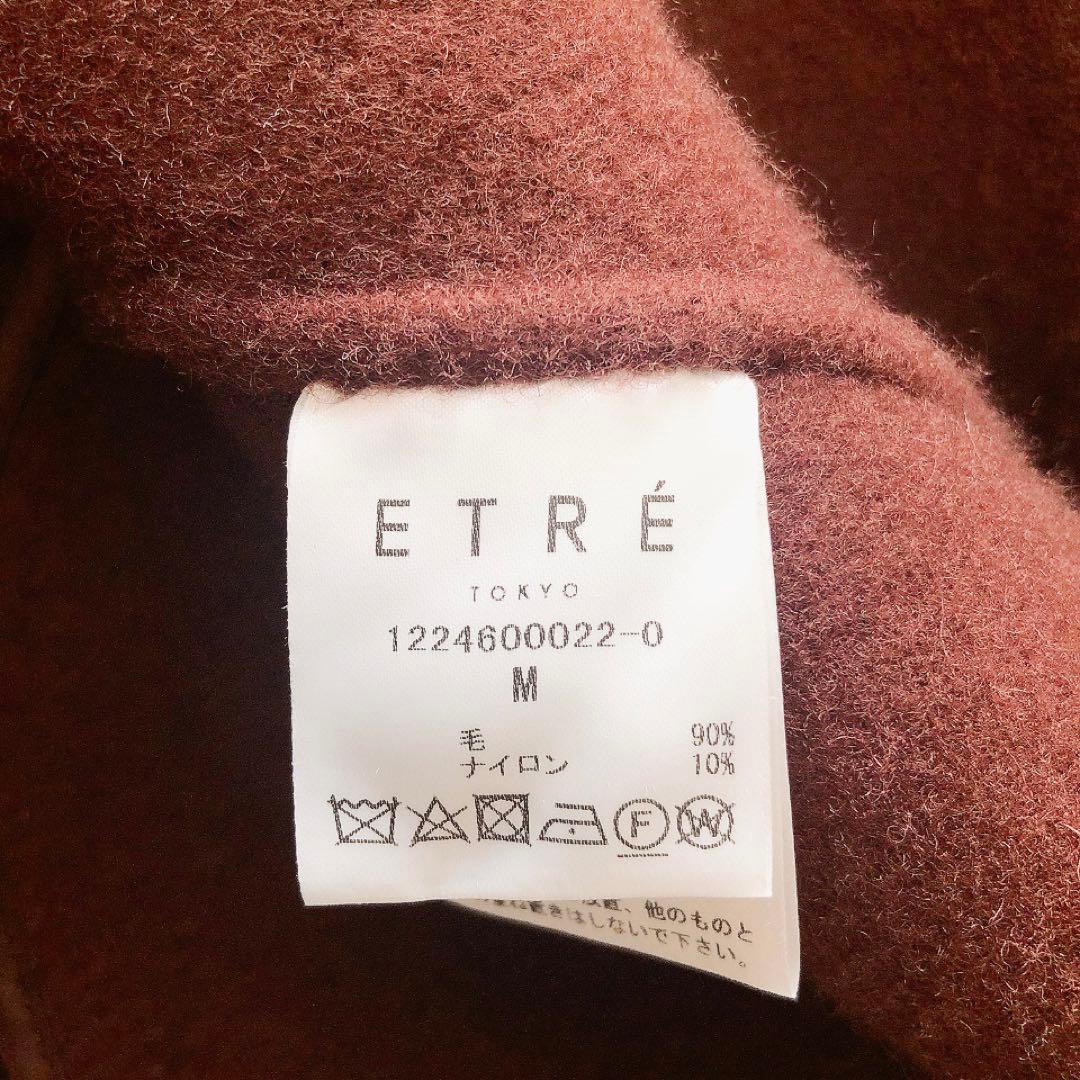 ETRÉ
TOKYO
1224600022-0
M
毛 90%
ナイロン 10%
F W
、他のものと
はしないで下さい。